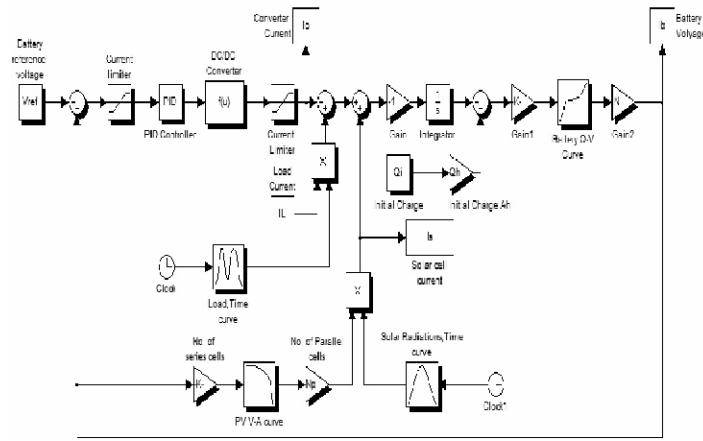 Converter
Current
Battery
Volyage
Battery
reference
voltage
Current
limiter
DC/DC
Converter
Vref
PID
f(u)
-1
1
s
K-
N
PID Controller
Current
Limiter
Gain
Integrator
Gain1
Battery Q-V
Curve
Gain2
Load
Current
X
IL
Qi
Qh
Initial Charge
Initial Charge,Ah
Is
Solar cell
current
Clock
Load,Time
curve
X
No. of
series cells
No. of Parallel
cells
Solar Radiations,Time
curve
K-
Np
PV V-A curve
Clock1